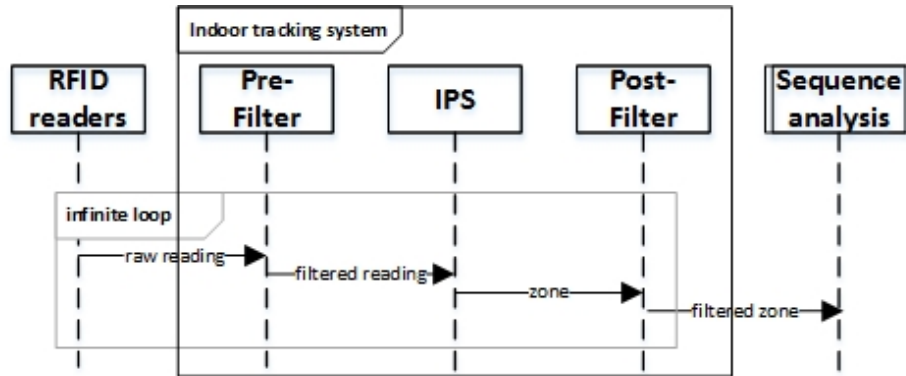 Indoor tracking system
RFID
readers
Pre-
Filter
IPS
Post-
Filter
Sequence
analysis
infinite loop
raw reading
filtered reading
zone
filtered zone